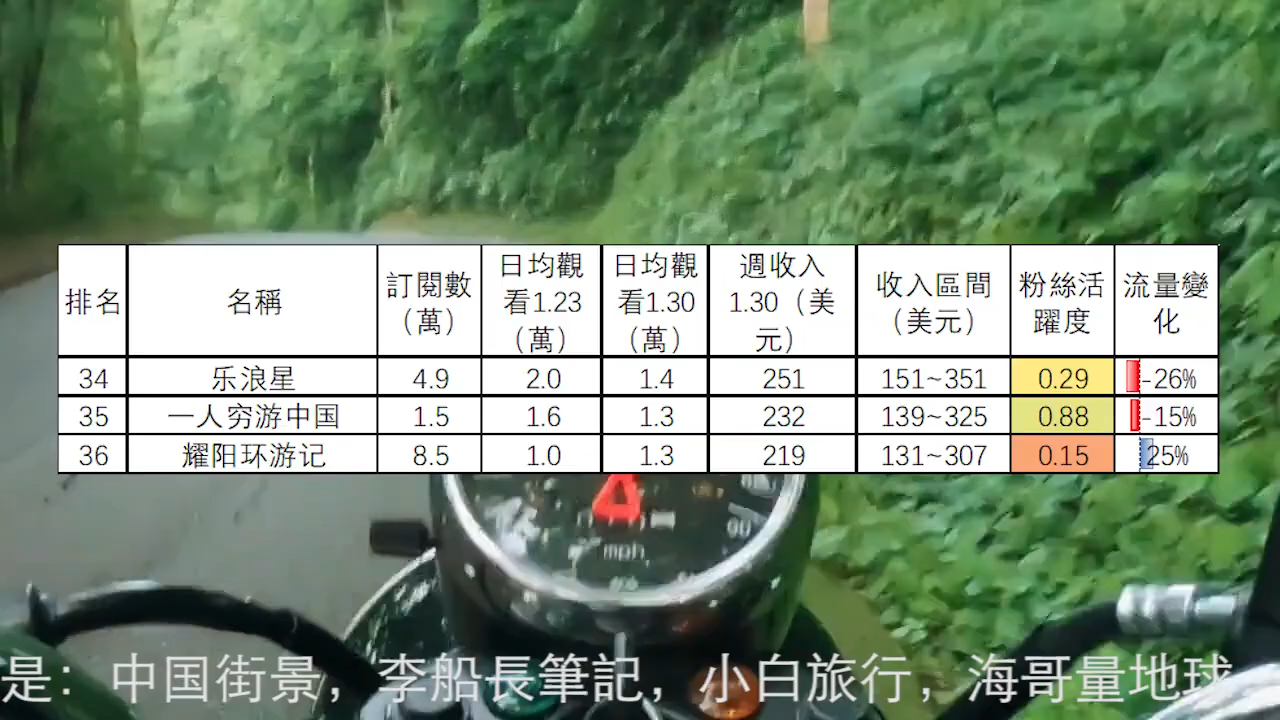 排名 名稱 訂閱數（萬） 日均觀看1.23（萬） 日均觀看1.30（萬） 週收入1.30（美元） 收入區間（美元） 粉絲活躍度 流量變化
34 乐浪星 4.9 2.0 1.4 251 151~351 0.29 -26%
35 一人穷游中国 1.5 1.6 1.3 232 139~325 0.88 -15%
36 耀阳环游记 8.5 1.0 1.3 219 131~307 0.15 25%
90
mph
是：中国街景，李船長筆記，小白旅行，海哥量地球